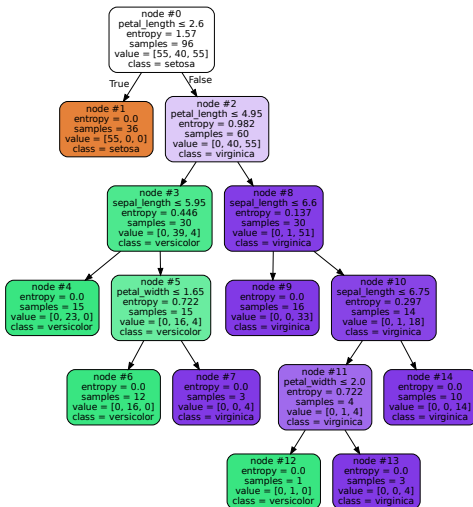 node #0
petal_length ≤ 2.6
entropy = 1.57
samples = 96
value = [55, 40, 55]
class = setosa
True
False
node #1
entropy = 0.0
samples = 36
value = [55, 0, 0]
class = setosa
node #2
petal_length ≤ 4.95
entropy = 0.982
samples = 60
value = [0, 40, 55]
class = virginica
node #3
sepal_length ≤ 5.95
entropy = 0.446
samples = 30
value = [0, 39, 4]
class = versicolor
node #8
sepal_length ≤ 6.6
entropy = 0.137
samples = 30
value = [0, 1, 51]
class = virginica
node #4
entropy = 0.0
samples = 15
value = [0, 23, 0]
class = versicolor
node #5
petal_width ≤ 1.65
entropy = 0.722
samples = 15
value = [0, 16, 4]
class = versicolor
node #9
entropy = 0.0
samples = 16
value = [0, 0, 33]
class = virginica
node #10
sepal_length ≤ 6.75
entropy = 0.297
samples = 14
value = [0, 1, 18]
class = virginica
node #6
entropy = 0.0
samples = 12
value = [0, 16, 0]
class = versicolor
node #7
entropy = 0.0
samples = 3
value = [0, 0, 4]
class = virginica
node #11
petal_width ≤ 2.0
entropy = 0.722
samples = 4
value = [0, 1, 4]
class = virginica
node #14
entropy = 0.0
samples = 10
value = [0, 0, 14]
class = virginica
node #12
entropy = 0.0
samples = 1
value = [0, 1, 0]
class = versicolor
node #13
entropy = 0.0
samples = 3
value = [0, 0, 4]
class = virginica